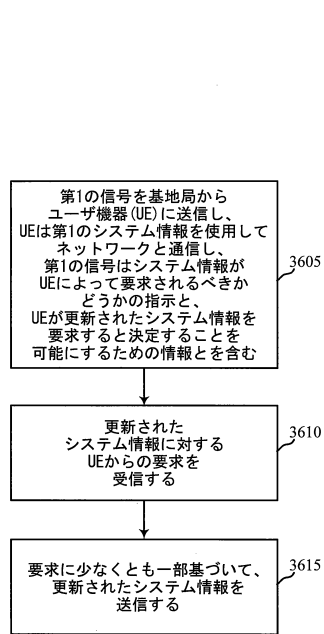 第1の信号を基地局から
ユーザ機器(UE)に送信し、
UEは第1のシステム情報を使用して
ネットワークと通信し、
第1の信号はシステム情報が
UEによって要求されるべきか
どうかの指示と、
UEが更新されたシステム情報を
要求すると決定することを
可能にするための情報とを含む
3605
更新された
システム情報に対する
UEからの要求を
受信する
3610
要求に少なくとも一部基づいて、
更新されたシステム情報を
送信する
3615